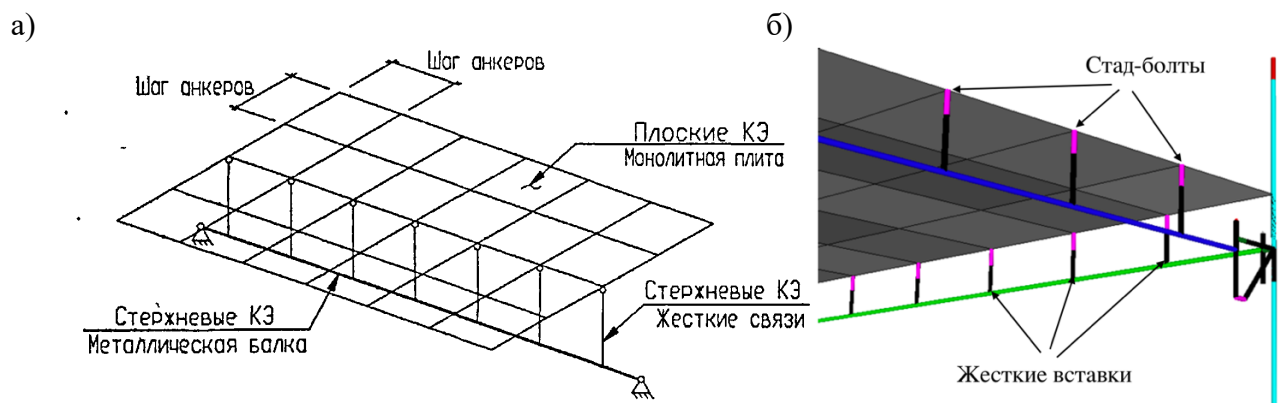 а)
Шаг анкеров
Шаг анкеров
Плоские КЭ
Монолитная плита
Стержневые КЭ
Металлическая балка
Стержневые КЭ
Жесткие связи
б)
Стад-болты
Жесткие вставки